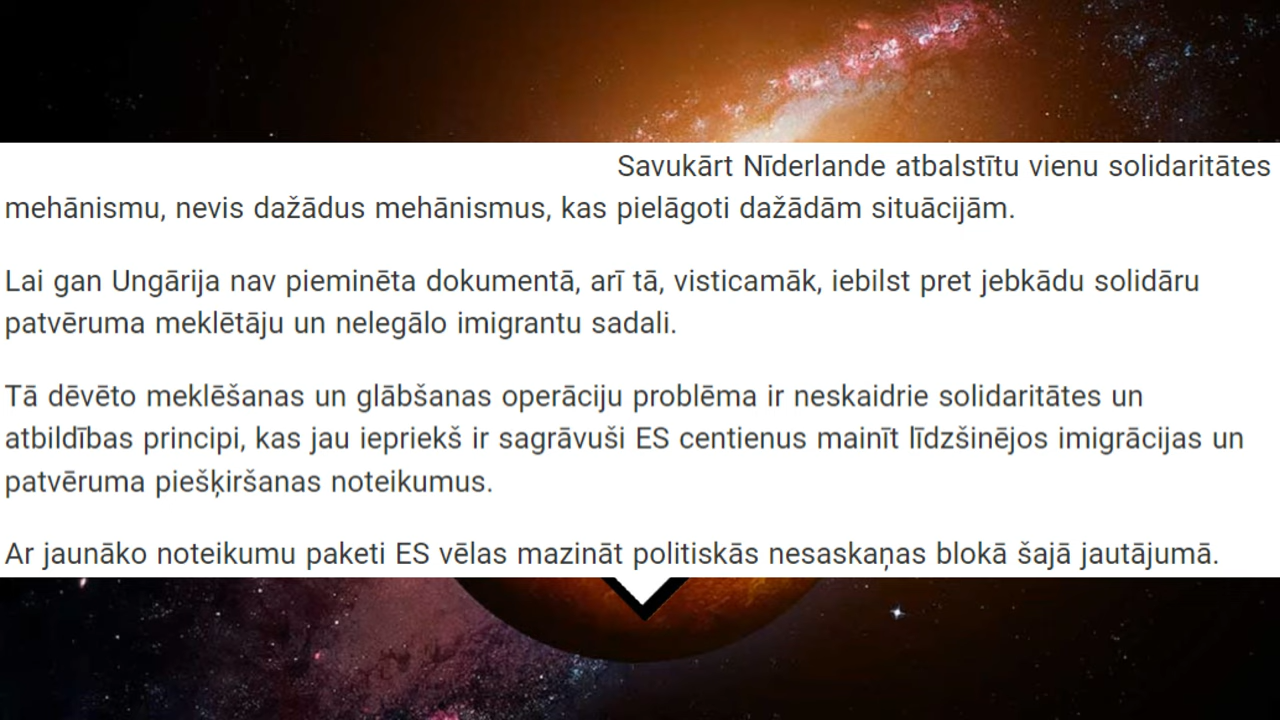 Savukārt Nīderlande atbalstītu vienu solidaritātes
mehānismu, nevis dažādus mehānismus, kas pielāgoti dažādām situācijām.
Lai gan Ungārija nav pieminēta dokumentā, arī tā, visticamāk, iebilst pret jebkādu solidāru
patvēruma meklētāju un nelegālo imigrantu sadali.
Tā dēvēto meklēšanas un glābšanas operāciju problēma ir neskaidrie solidaritātes un
atbildības principi, kas jau iepriekš ir sagrāvuši ES centienus mainīt līdzšinējos imigrācijas un
patvēruma piešķiršanas noteikumus.
Ar jaunāko noteikumu paketi ES vēlas mazināt politiskās nesaskaņas blokā šajā jautājumā.